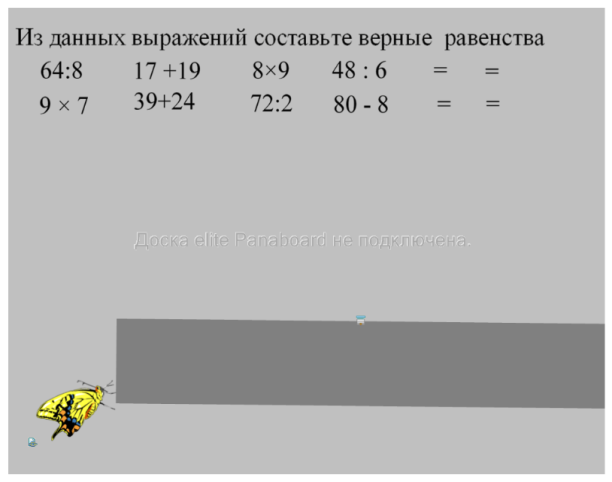 Из данных выражений составьте верные равенства
64:8 17 +19 8×9 48 : 6 = =
9 × 7 39+24 72:2 80 - 8 = =
Доска elite Panaboard не подключена.